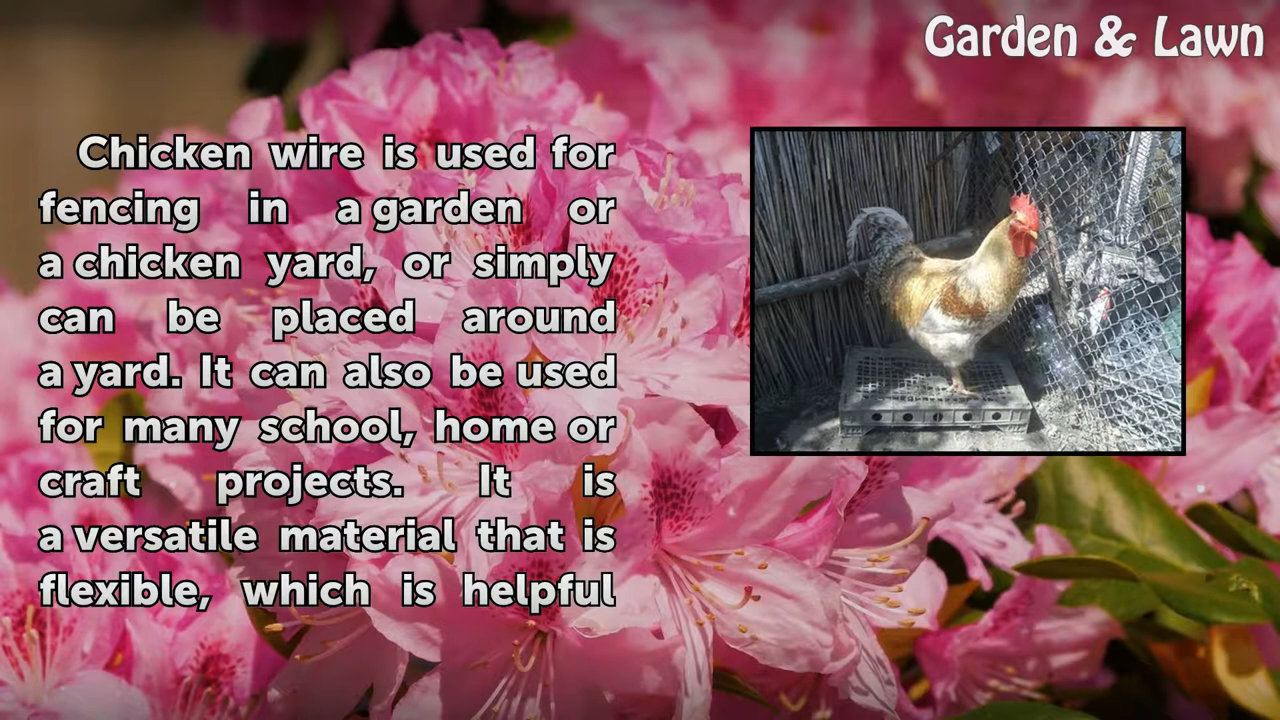 Garden & Lawn
Chicken wire is used for
fencing in a garden or
a chicken yard, or simply
can be placed around
a yard. It can also be used
for many school, home or
craft projects. It is
a versatile material that is
flexible, which is helpful